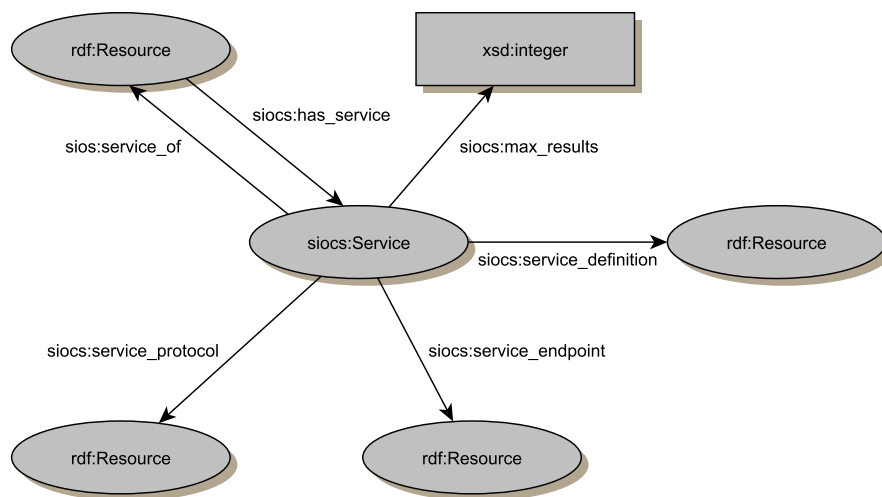 rdf:Resource
xsd:integer
siocs:has_service
sios:service_of
siocs:max_results
siocs:Service
rdf:Resource
siocs:service_definition
siocs:service_protocol
siocs:service_endpoint
rdf:Resource
rdf:Resource